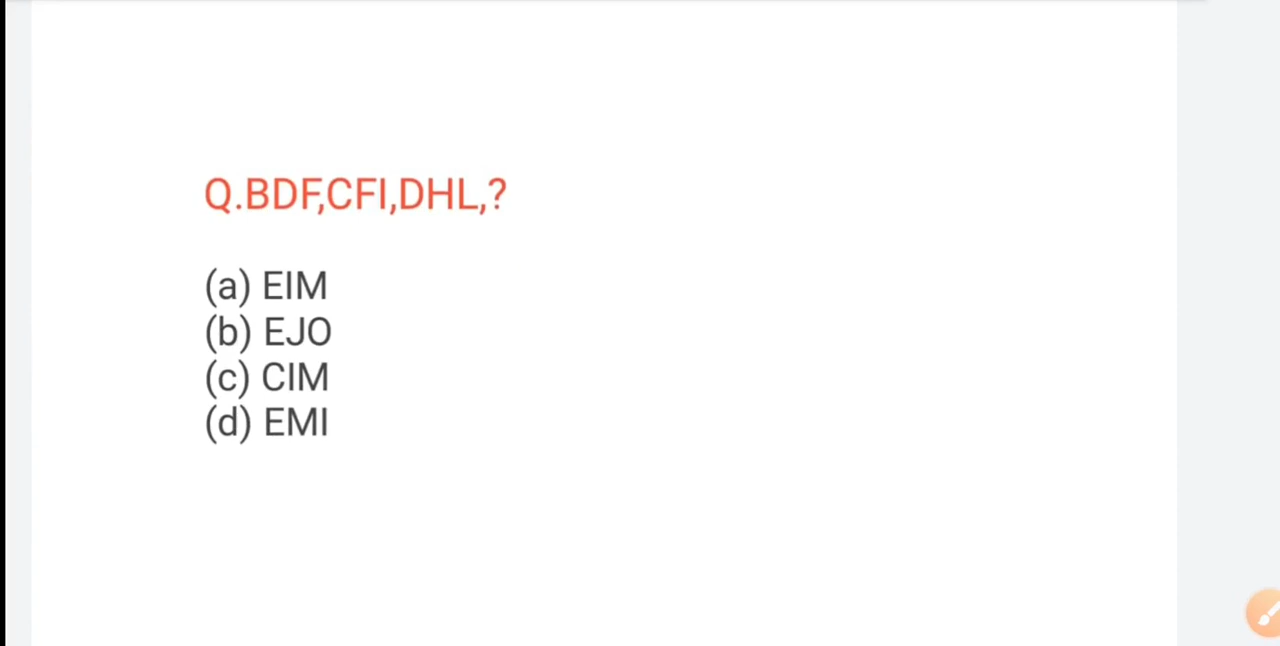 Q.BDF,CFI,DHL,?
(a) EIM
(b) EJO
(c) CIM
(d) EMI